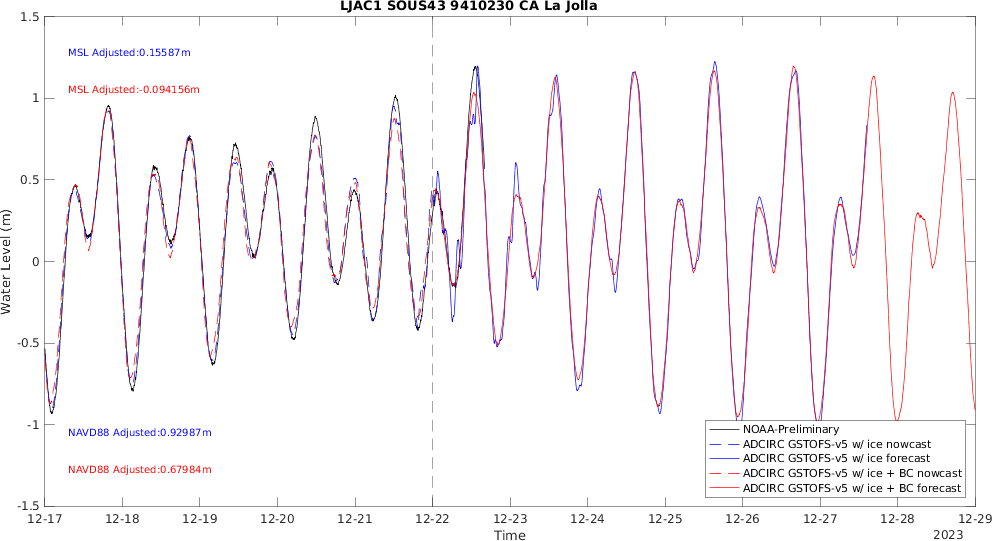 LJAC1 SOUS43 9410230 CA La Jolla
1.5
MSL Adjusted:0.15587m
MSL Adjusted:-0.094156m
1
0.5
0
-0.5
-1
-1.5
Water Level (m)
NAVD88 Adjusted:0.92987m
NAVD88 Adjusted:0.67984m
NOAA-Preliminary
ADCIRC GSTOFS-v5 w/ ice nowcast
ADCIRC GSTOFS-v5 w/ ice forecast
ADCIRC GSTOFS-v5 w/ ice + BC nowcast
ADCIRC GSTOFS-v5 w/ ice + BC forecast
12-17 12-18 12-19 12-20 12-21 12-22 12-23 12-24 12-25 12-26 12-27 12-28 12-29
Time
2023